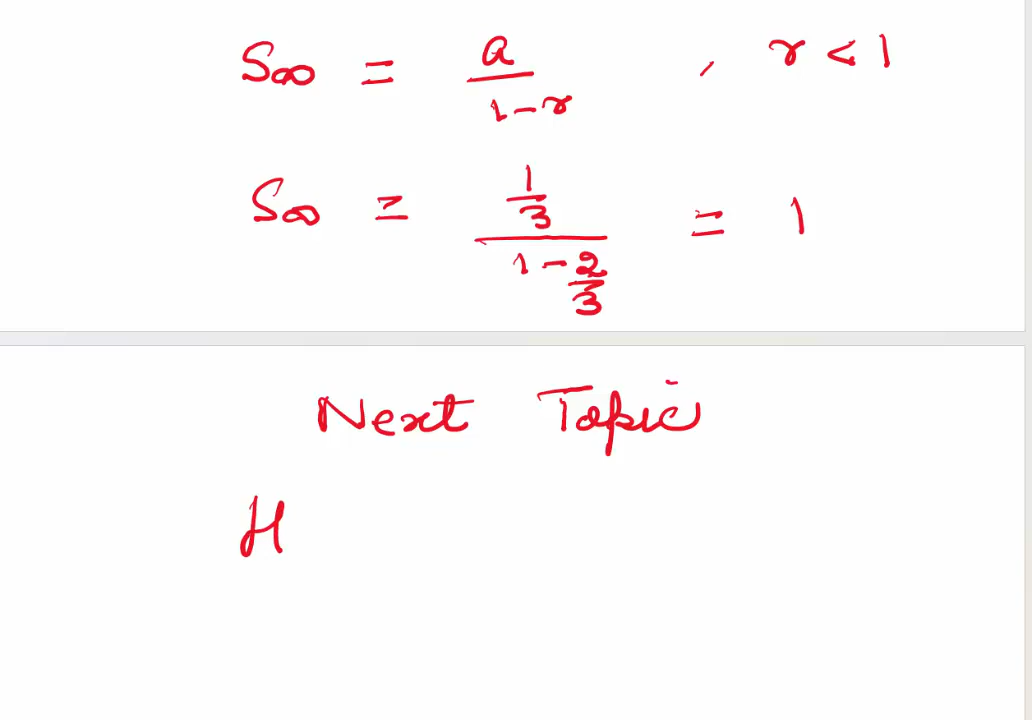 S∞ = a / (1 - r) , r < 1
S∞ = (1/3) / (1 - 2/3) = 1
Next Topic
H